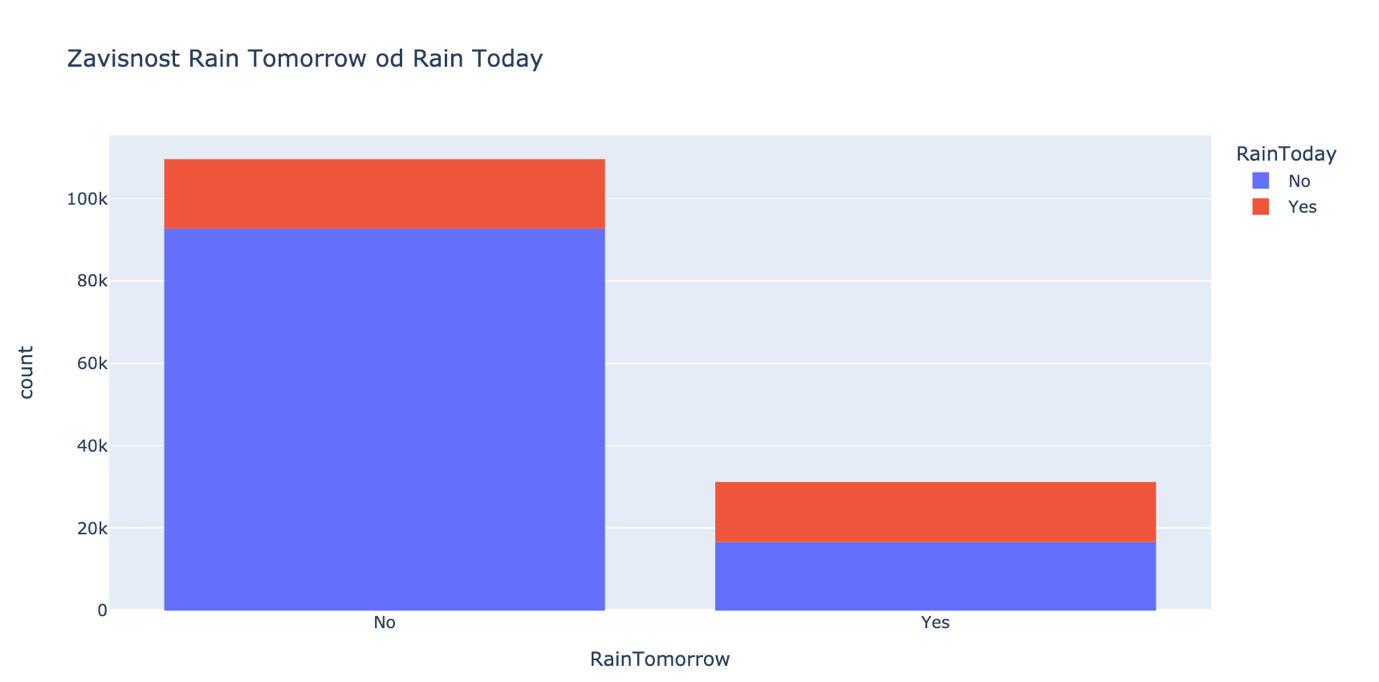 Zavisnost Rain Tomorrow od Rain Today
RainToday
No
Yes
100k
80k
60k
40k
20k
0
count
No
Yes
RainTomorrow